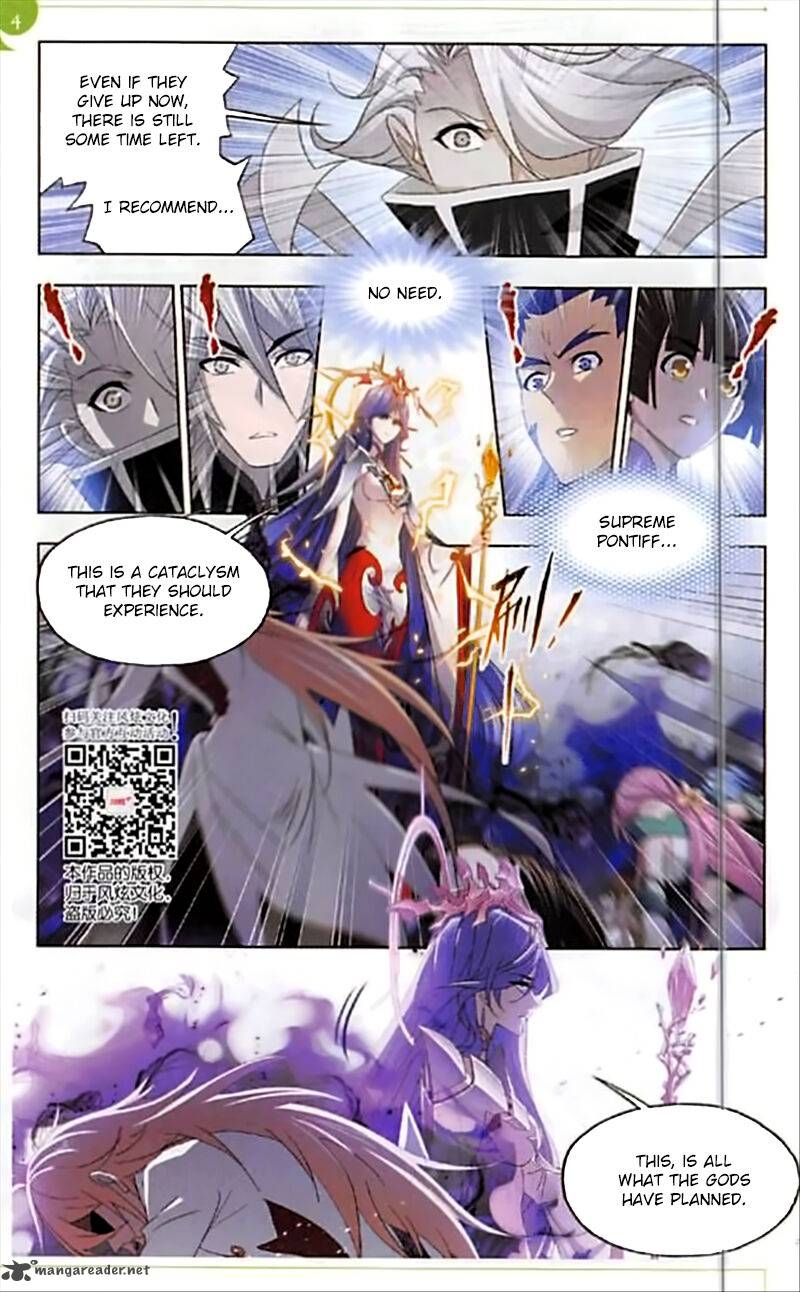 4
EVEN IF THEY
GIVE UP NOW,
THERE IS STILL
SOME TIME LEFT.
I RECOMMEND...
NO NEED.
SUPREME
PONTIFF...
THIS IS A CATACLYSM
THAT THEY SHOULD
EXPERIENCE.
刷!
扫码关注风炫文化!
参与官方互动活动.
本作品的版权,
归于风炫文化,
盗版必究!
THIS, IS ALL
WHAT THE GODS
HAVE PLANNED.
mangareader.net